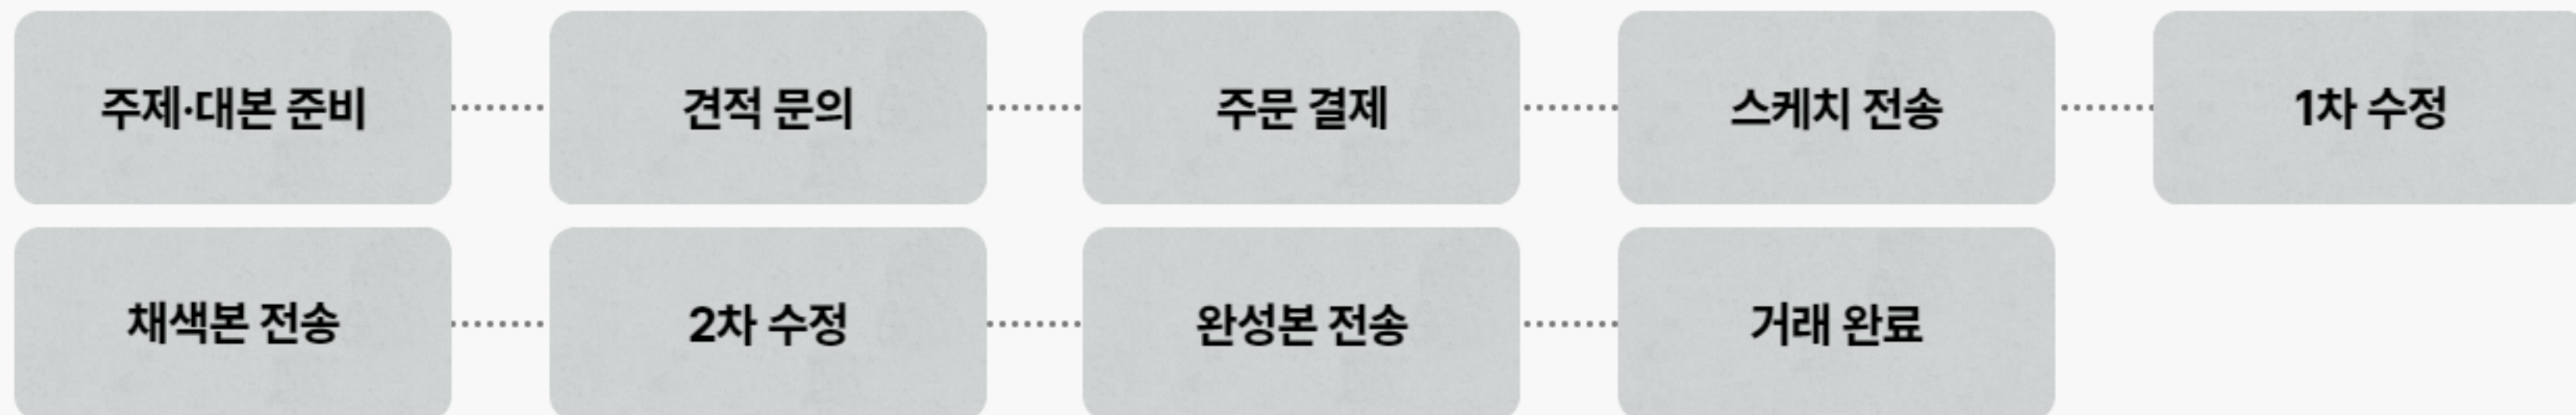 주제·대본 준비
견적 문의
주문 결제
스케치 전송
1차 수정
채색본 전송
2차 수정
완성본 전송
거래 완료